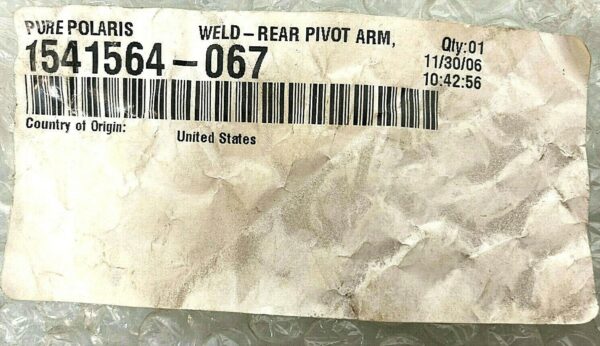 PURE POLARIS WELD-REAR PIVOT ARM, Qty:01
1541564-067 11/30/06
10:42:56
Country of Origin: United States